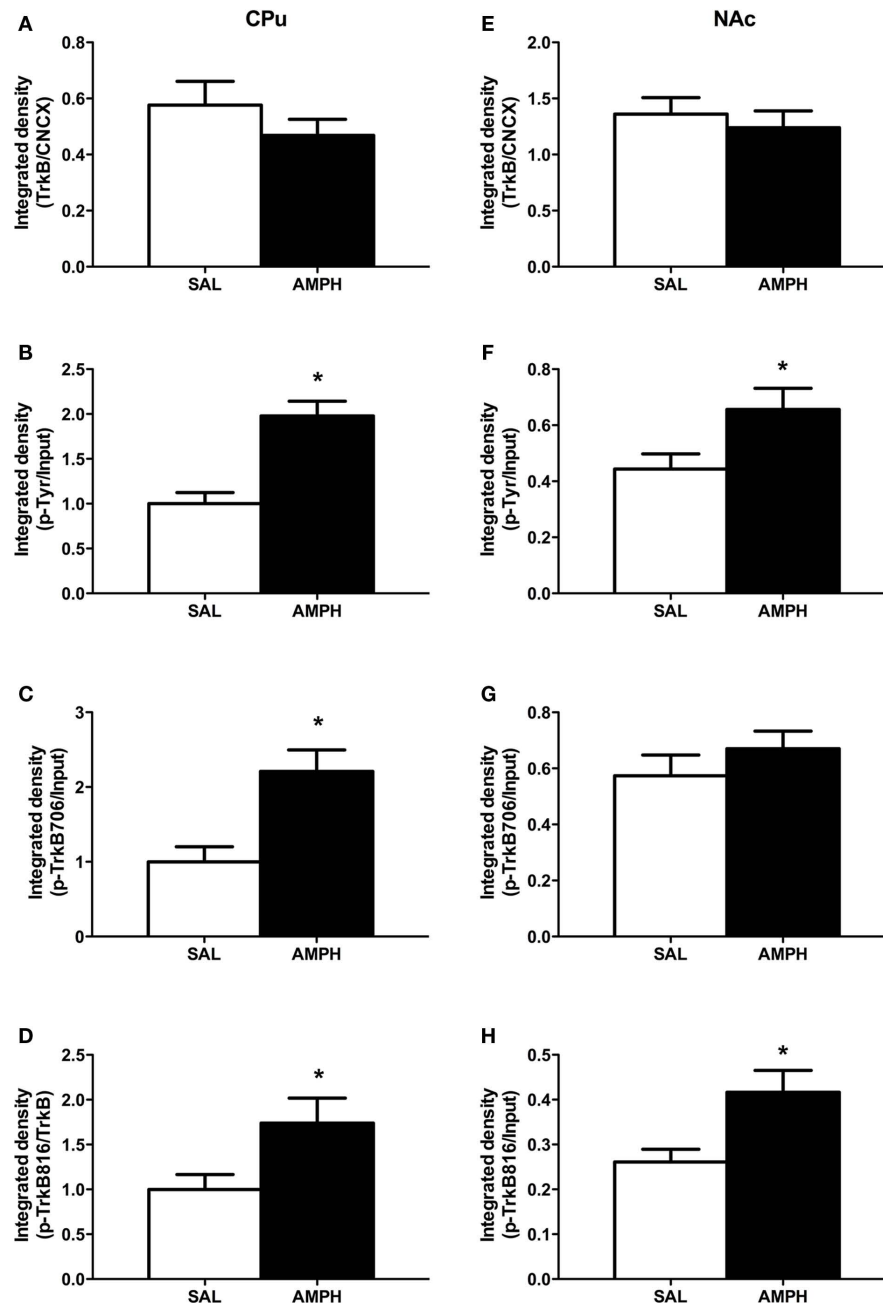 A
CPu
Integrated density
(TrkB/CNCX)
0.8
0.6
0.4
0.2
0.0
SAL
AMPH
E
NAc
Integrated density
(TrkB/CNCX)
2.0
1.5
1.0
0.5
0.0
SAL
AMPH
B
Integrated density
(p-Tyr/Input)
2.5
2.0
1.5
1.0
0.5
0.0
*
SAL
AMPH
F
Integrated density
(p-Tyr/Input)
0.8
0.6
0.4
0.2
0.0
*
SAL
AMPH
C
Integrated density
(p-TrkB706/Input)
3
2
1
0
*
SAL
AMPH
G
Integrated density
(p-TrkB706/Input)
0.8
0.6
0.4
0.2
0.0
SAL
AMPH
D
Integrated density
(p-TrkB816/TrkB)
2.5
2.0
1.5
1.0
0.5
0.0
*
SAL
AMPH
H
Integrated density
(p-TrkB816/Input)
0.5
0.4
0.3
0.2
0.1
0.0
*
SAL
AMPH